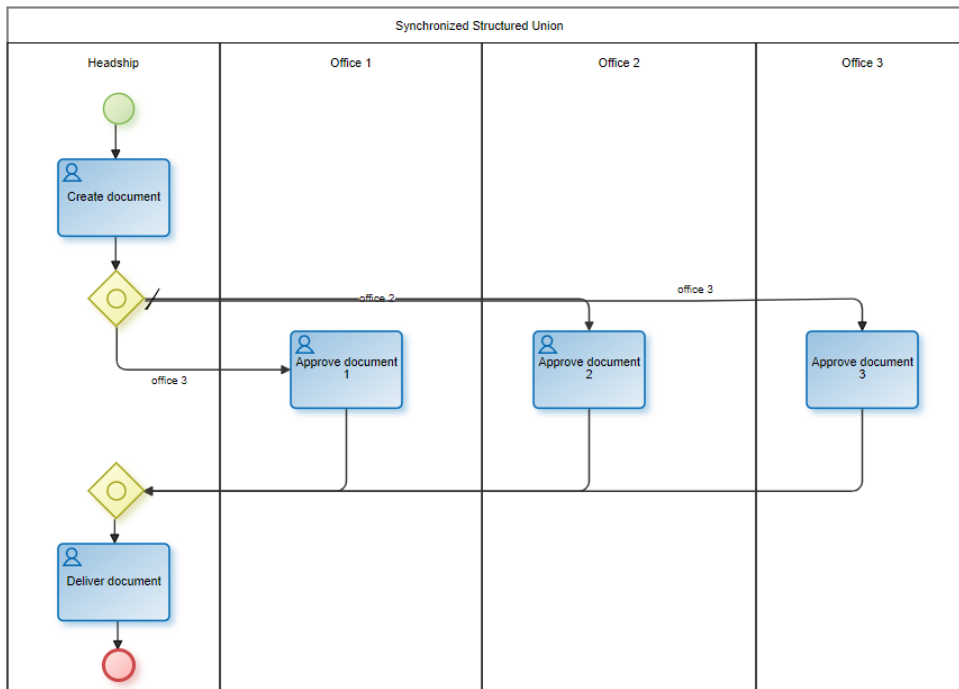 Synchronized Structured Union
Headship
Office 1
Office 2
Office 3
Create document
office 2
office 3
Approve document
1
Approve document
2
Approve document
3
office 3
Deliver document